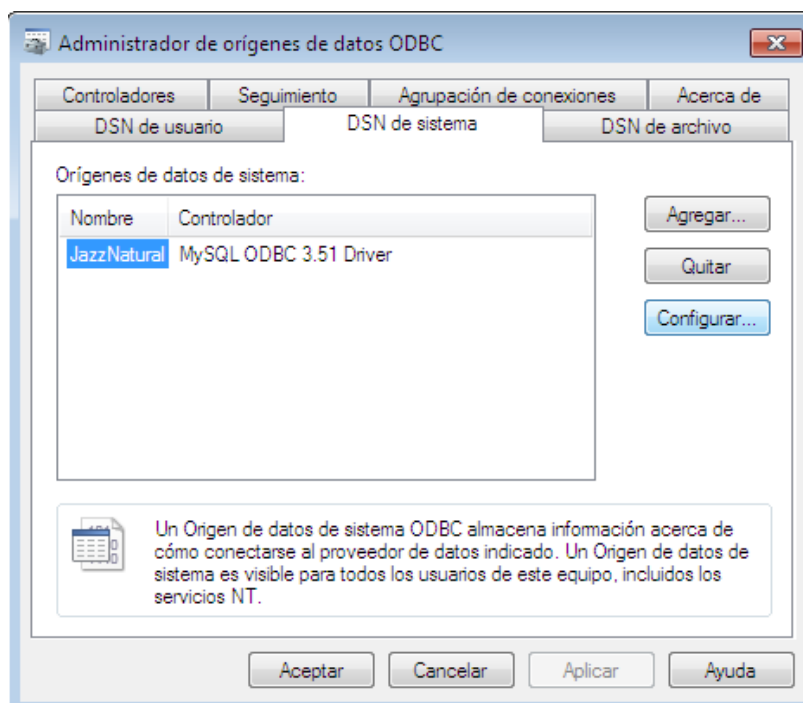 Administrador de orígenes de datos ODBC
Controladores Seguimiento Agrupación de conexiones Acerca de
DSN de usuario DSN de sistema DSN de archivo
Orígenes de datos de sistema:
Nombre Controlador
JazzNatural MySQL ODBC 3.51 Driver
Agregar...
Quitar
Configurar...
Un Origen de datos de sistema ODBC almacena información acerca de
cómo conectarse al proveedor de datos indicado. Un Origen de datos de
sistema es visible para todos los usuarios de este equipo, incluidos los
servicios NT.
Aceptar Cancelar Aplicar Ayuda